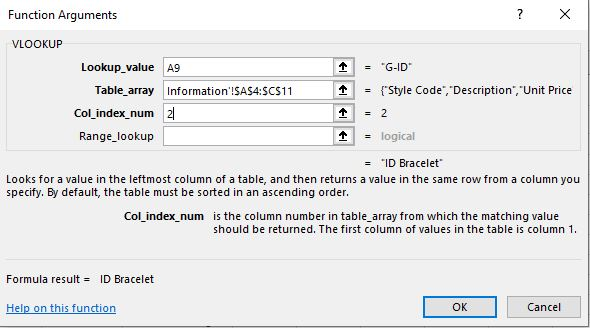 Function Arguments ? X
VLOOKUP
Lookup_value A9 = "G-ID"
Table_array Information'!$A$4:$C$11 = {"Style Code","Description","Unit Price
Col_index_num 2 = 2
Range_lookup = logical
= "ID Bracelet"
Looks for a value in the leftmost column of a table, and then returns a value in the same row from a column you
specify. By default, the table must be sorted in an ascending order.
Col_index_num is the column number in table_array from which the matching value
should be returned. The first column of values in the table is column 1.
Formula result = ID Bracelet
Help on this function OK Cancel